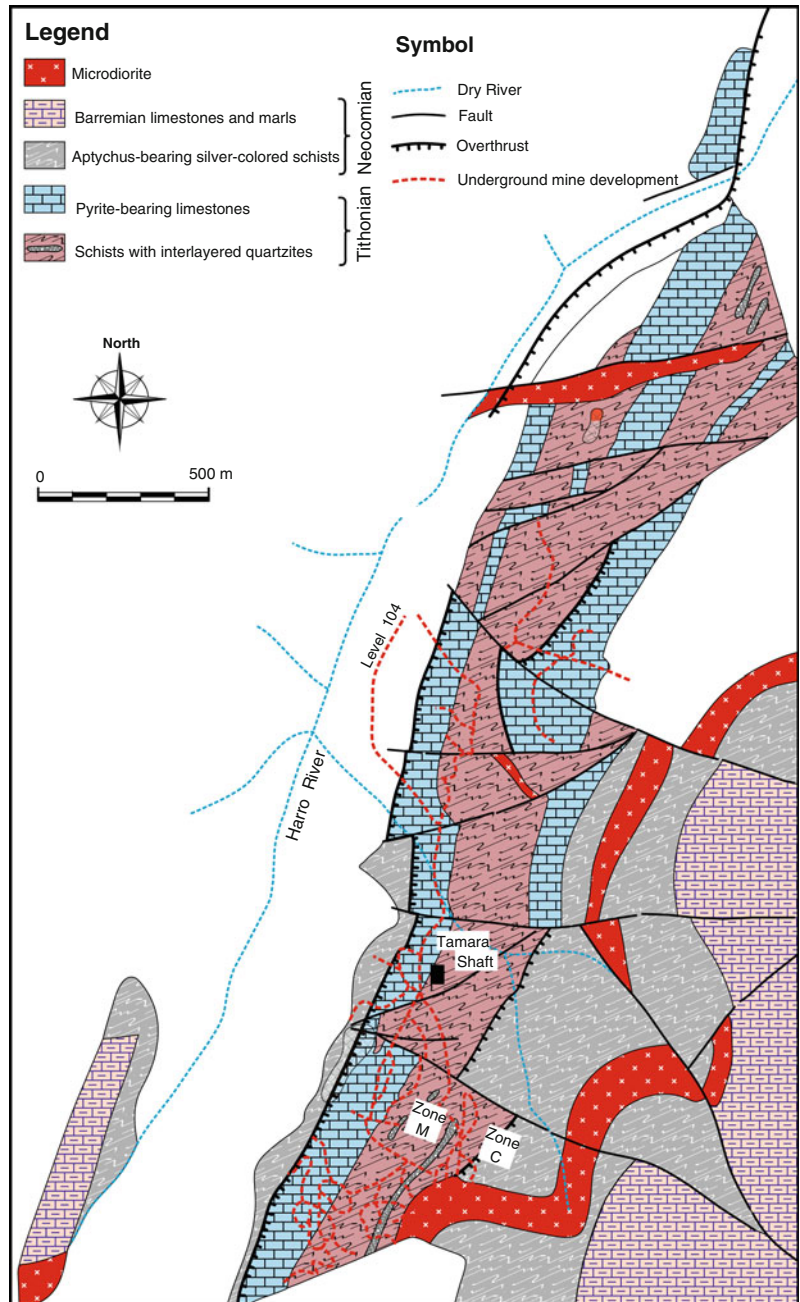 Legend
Microdiorite
Barremian limestones and marls
Aptychus-bearing silver-colored schists
Neocomian
Pyrite-bearing limestones
Schists with interlayered quartzites
Tithonian
Symbol
Dry River
Fault
Overthrust
Underground mine development
North
0 500 m
Level 104
Harro River
Tamara
Shaft
Zone
M
Zone
C